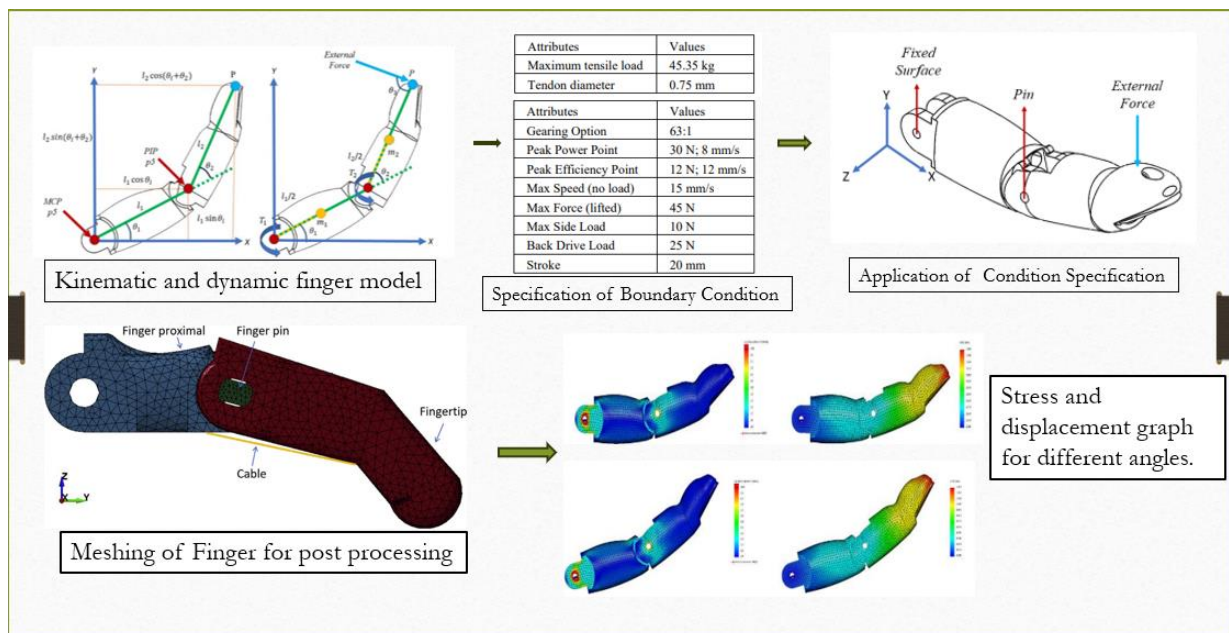 Y
l₂ cos(θ₁+θ₂)
P
l₂ sin(θ₁+θ₂)
l₂
PIP
p5
θ₂
l₁ cos θ₁
MCP
p5
l₁
l₁ sin θ₁
θ₁
X
External
Force
Y
P
θ₃
m₂
l₂/2
θ₂
T₂
l₁/2
T₁
m₁
θ₁
X
Kinematic and dynamic finger model
Attributes Values
Maximum tensile load 45.35 kg
Tendon diameter 0.75 mm
Attributes Values
Gearing Option 63:1
Peak Power Point 30 N; 8 mm/s
Peak Efficiency Point 12 N; 12 mm/s
Max Speed (no load) 15 mm/s
Max Force (lifted) 45 N
Max Side Load 10 N
Back Drive Load 25 N
Stroke 20 mm
Specification of Boundary Condition
Fixed
Surface
Pin
External
Force
Y
Z
X
Application of Condition Specification
Finger proximal
Finger pin
Fingertip
Cable
Z
X
Y
Meshing of Finger for post processing
Stress and
displacement graph
for different angles.